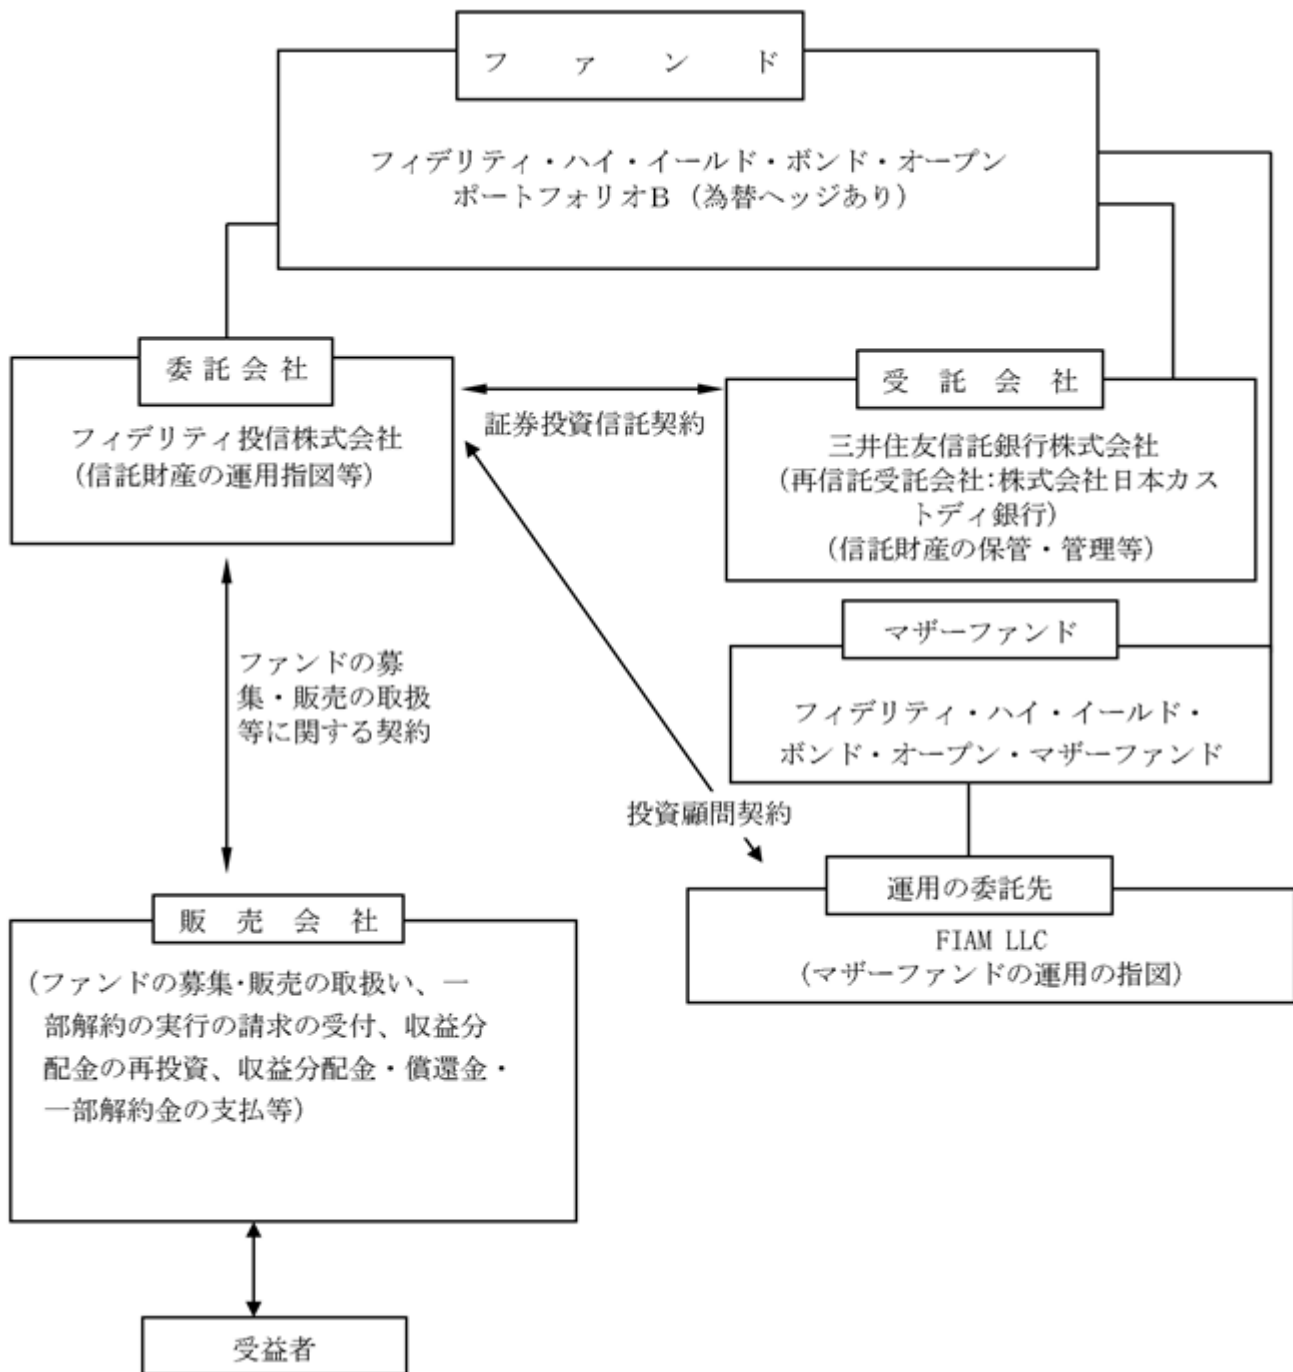 ファンド
フィデリティ・ハイ・イールド・ボンド・オープン
ポートフォリオB（為替ヘッジあり）
委託会社
フィデリティ投信株式会社
（信託財産の運用指図等）
証券投資信託契約
受託会社
三井住友信託銀行株式会社
（再信託受託会社：株式会社日本カス
トディ銀行）
（信託財産の保管・管理等）
ファンドの募
集・販売の取扱
等に関する契約
マザーファンド
フィデリティ・ハイ・イールド・
ボンド・オープン・マザーファンド
投資顧問契約
運用の委託先
FIAM LLC
（マザーファンドの運用の指図）
販売会社
（ファンドの募集・販売の取扱い、一
部解約の実行の請求の受付、収益分
配金の再投資、収益分配金・償還金・
一部解約金の支払等）
受益者